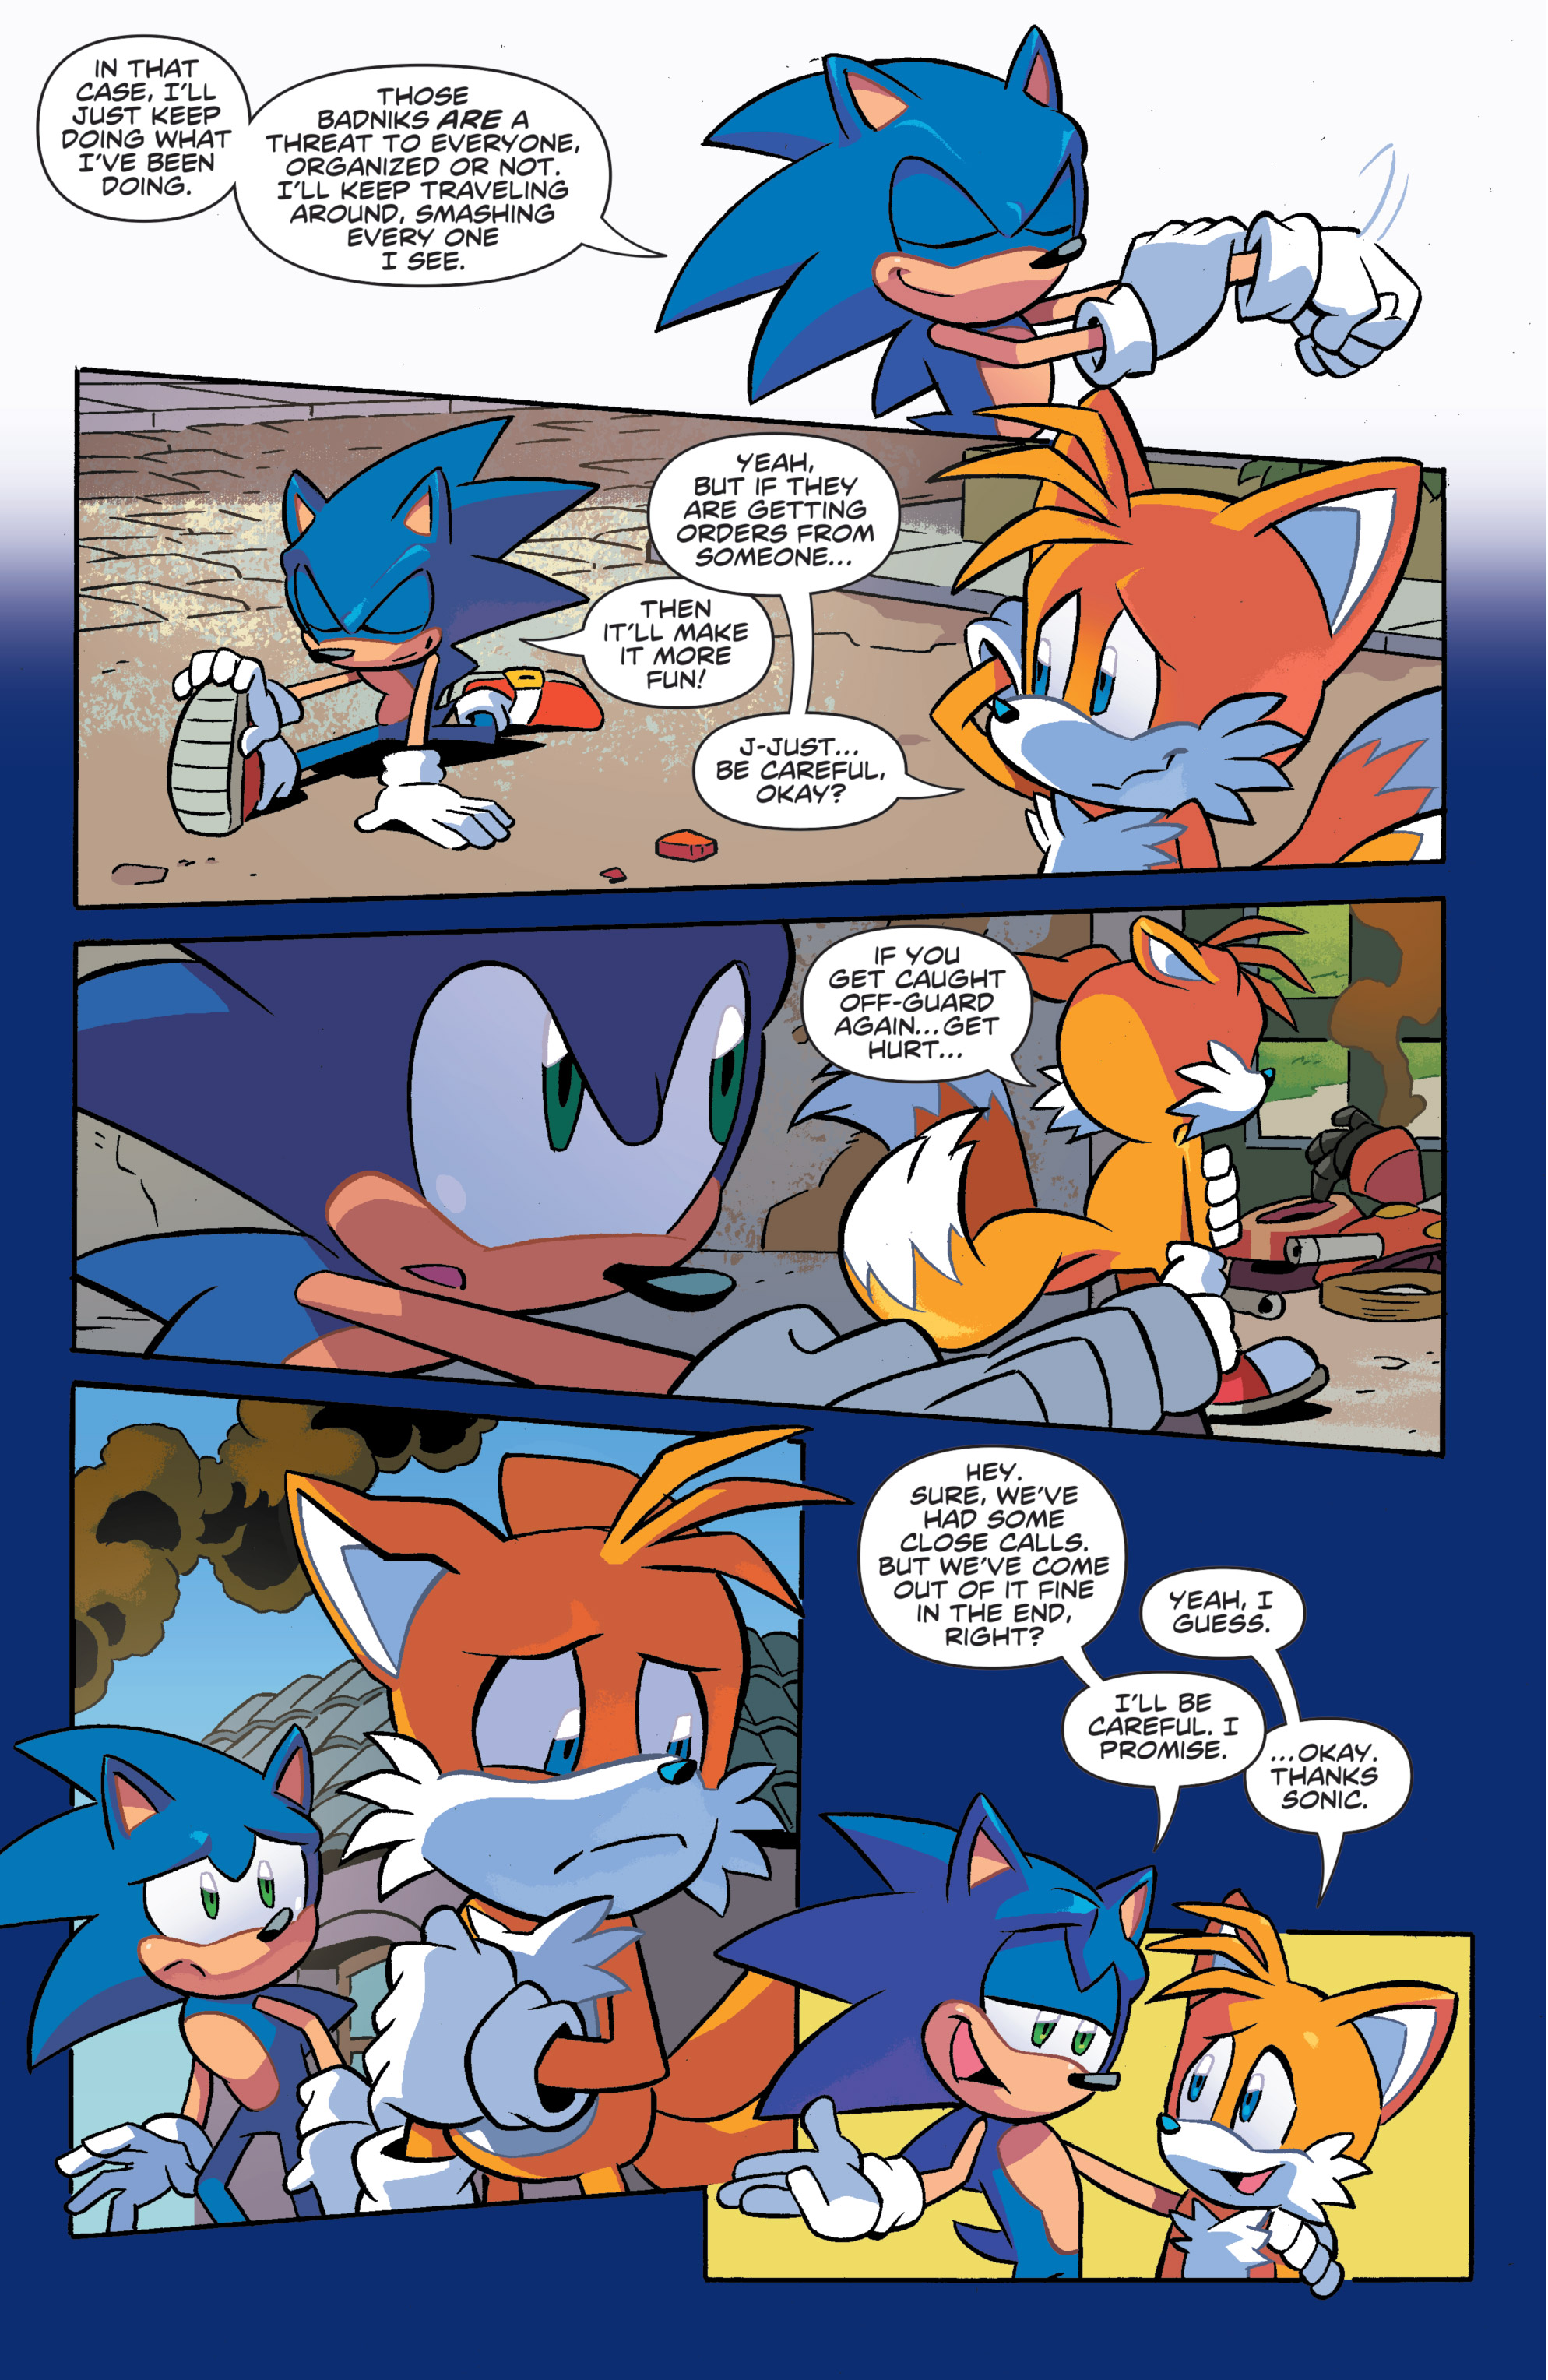 IN THAT
CASE, I'LL
JUST KEEP
DOING WHAT
I'VE BEEN
DOING.
THOSE
BADNIKS ARE A
THREAT TO EVERYONE,
ORGANIZED OR NOT.
I'LL KEEP TRAVELING
AROUND, SMASHING
EVERY ONE
I SEE.
YEAH,
BUT IF THEY
ARE GETTING
ORDERS FROM
SOMEONE...
THEN
IT'LL MAKE
IT MORE
FUN!
J-JUST...
BE CAREFUL,
OKAY?
IF YOU
GET CAUGHT
OFF-GUARD
AGAIN...GET
HURT...
HEY.
SURE, WE'VE
HAD SOME
CLOSE CALLS.
BUT WE'VE COME
OUT OF IT FINE
IN THE END,
RIGHT?
YEAH, I
GUESS.
I'LL BE
CAREFUL. I
PROMISE.
...OKAY.
THANKS
SONIC.